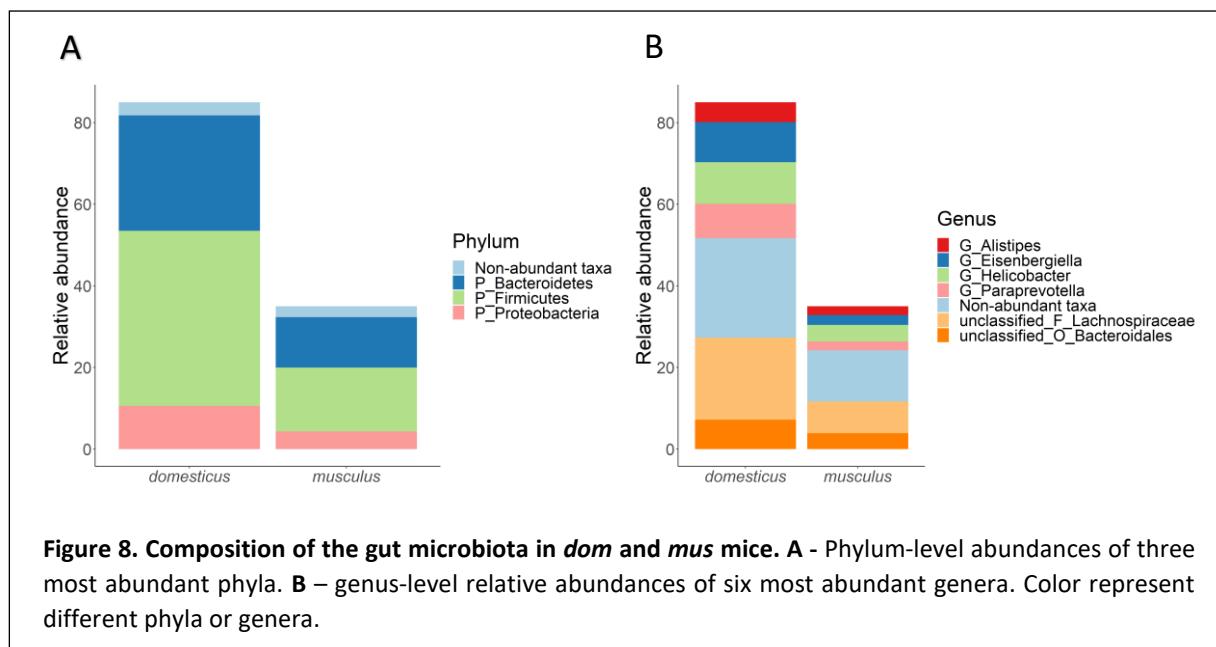 A
B
80
60
40
20
0
Relative abundance
domesticus
musculus
Phylum
Non-abundant taxa
P_Bacteroidetes
P_Firmicutes
P_Proteobacteria
80
60
40
20
0
Relative abundance
domesticus
musculus
Genus
G_Alistipes
G_Eisenbergiella
G_Helicobacter
G_Paraprevotella
Non-abundant taxa
unclassified_F_Lachnospiraceae
unclassified_O_Bacteroidales
Figure 8. Composition of the gut microbiota in dom and mus mice. A - Phylum-level abundances of three
most abundant phyla. B – genus-level relative abundances of six most abundant genera. Color represent
different phyla or genera.